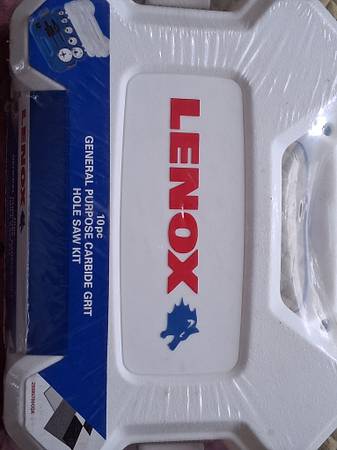 LENOX
LENOX
10pc
GENERAL PURPOSE CARBIDE GRIT
HOLE SAW KIT